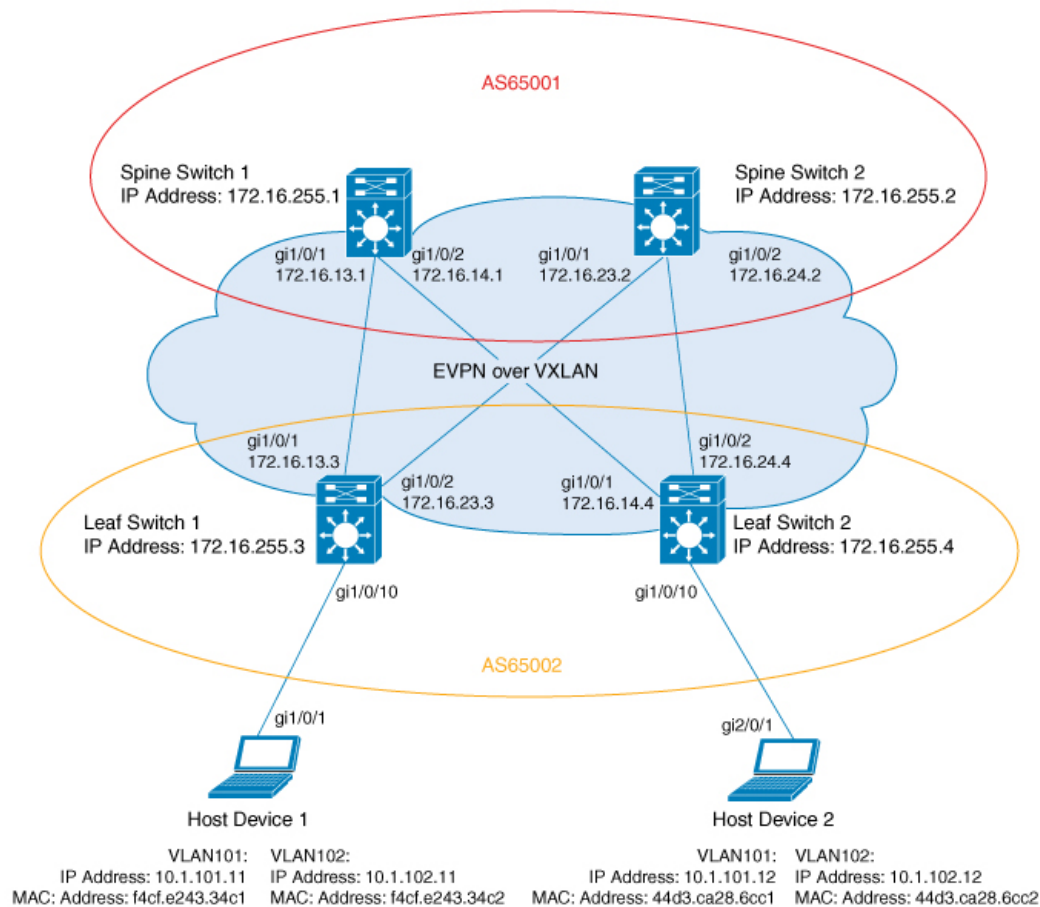 AS65001
Spine Switch 1
IP Address: 172.16.255.1
Spine Switch 2
IP Address: 172.16.255.2
gi1/0/1
172.16.13.1
gi1/0/2
172.16.14.1
gi1/0/1
172.16.23.2
gi1/0/2
172.16.24.2
EVPN over VXLAN
gi1/0/1
172.16.13.3
gi1/0/2
172.16.24.4
gi1/0/2
172.16.23.3
gi1/0/1
172.16.14.4
Leaf Switch 1
IP Address: 172.16.255.3
Leaf Switch 2
IP Address: 172.16.255.4
gi1/0/10
gi1/0/10
AS65002
gi1/0/1
gi2/0/1
Host Device 1
Host Device 2
VLAN101:
IP Address: 10.1.101.11
MAC: Address: f4cf.e243.34c1
VLAN102:
IP Address: 10.1.102.11
MAC: Address: f4cf.e243.34c2
VLAN101:
IP Address: 10.1.101.12
MAC: Address: 44d3.ca28.6cc1
VLAN102:
IP Address: 10.1.102.12
MAC: Address: 44d3.ca28.6cc2